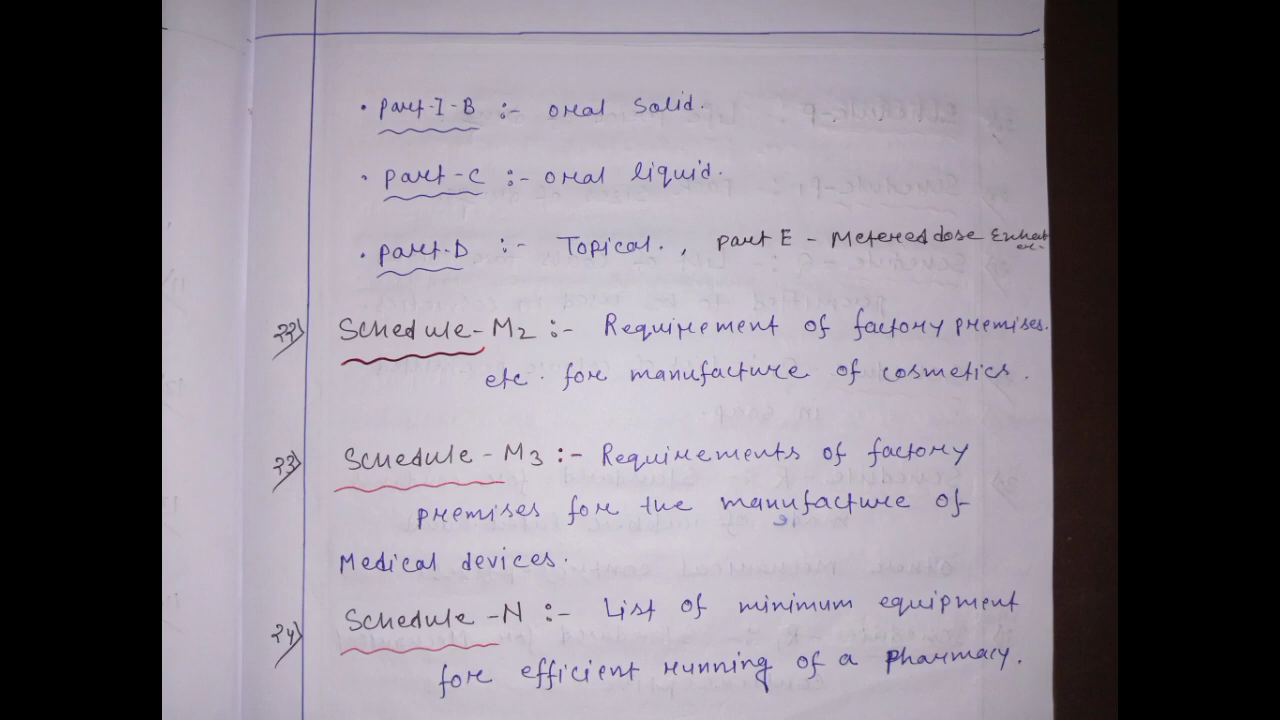 • Part-I-B :- oral solid.
• Part-C :- oral liquid.
• Part-D :- Topical. , Part E - Metered dose
22) Schedule-M2 :- Requirement of factory premises.
etc. for manufacture of cosmetics.
23) Schedule-M3 :- Requirements of factory
premises for the manufacture of
Medical devices.
24) Schedule-N :- List of minimum equipment
for efficient running of a Pharmacy.